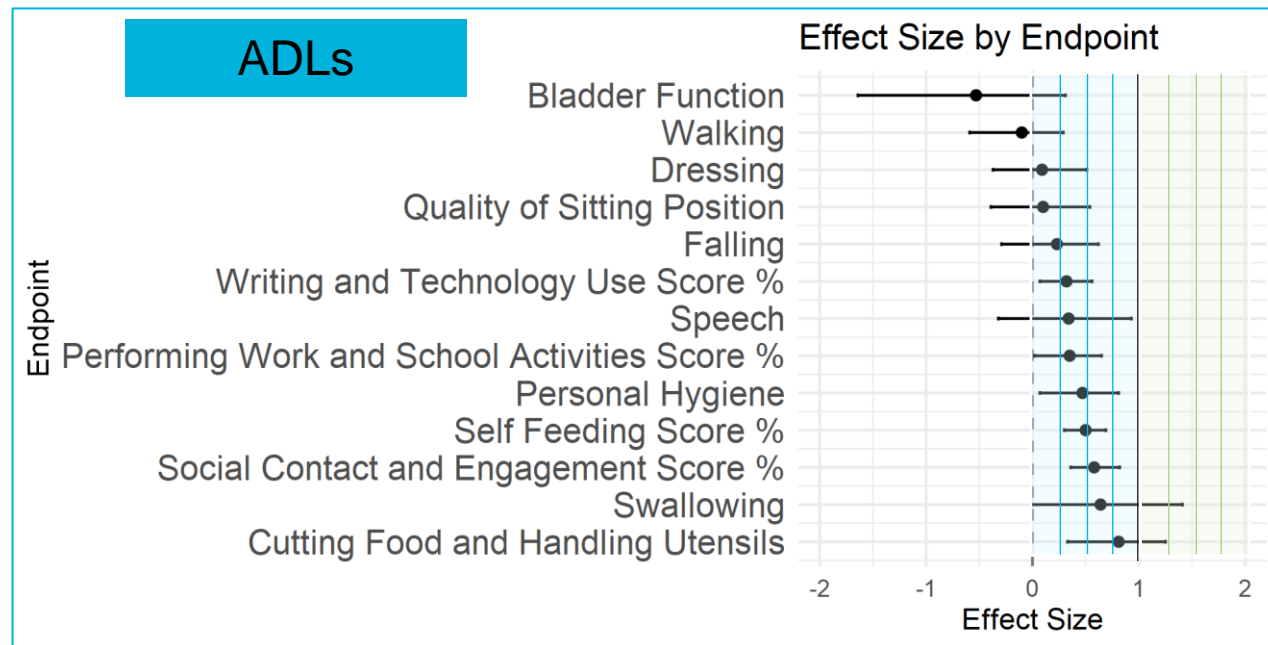 ADLs
Effect Size by Endpoint
Endpoint
Bladder Function
Walking
Dressing
Quality of Sitting Position
Falling
Writing and Technology Use Score %
Speech
Performing Work and School Activities Score %
Personal Hygiene
Self Feeding Score %
Social Contact and Engagement Score %
Swallowing
Cutting Food and Handling Utensils
-2 -1 0 1 2
Effect Size